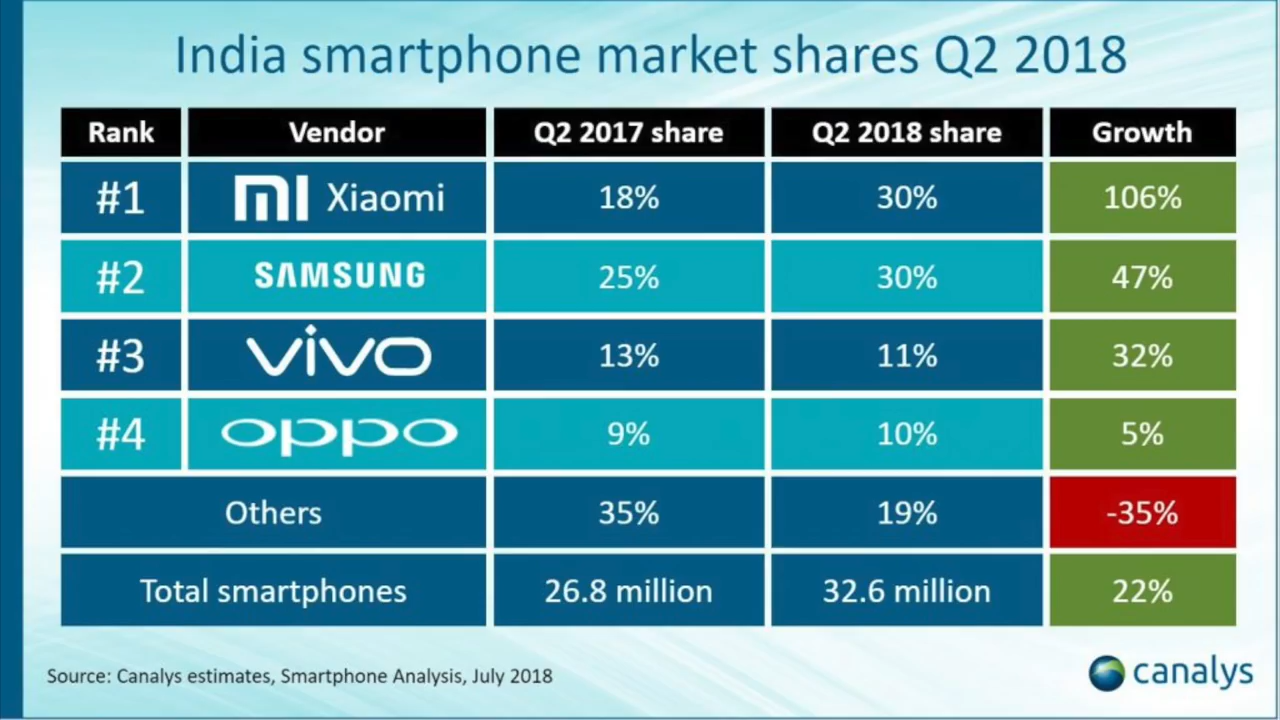 India smartphone market shares Q2 2018
Rank Vendor Q2 2017 share Q2 2018 share Growth
#1 mi Xiaomi 18% 30% 106%
#2 SAMSUNG 25% 30% 47%
#3 vivo 13% 11% 32%
#4 oppo 9% 10% 5%
Others 35% 19% -35%
Total smartphones 26.8 million 32.6 million 22%
Source: Canalys estimates, Smartphone Analysis, July 2018
canalys